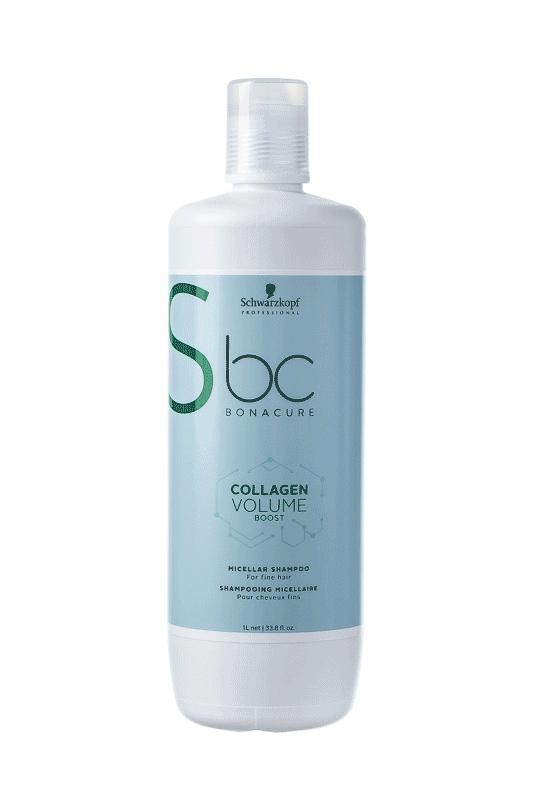 Schwarzkopf
PROFESSIONAL
S
bc
BONACURE
COLLAGEN
VOLUME
BOOST
MICELLAR SHAMPOO
For fine hair
SHAMPOOING MICELLAIRE
Pour cheveux fins
1L net | 33.8 fl. oz.